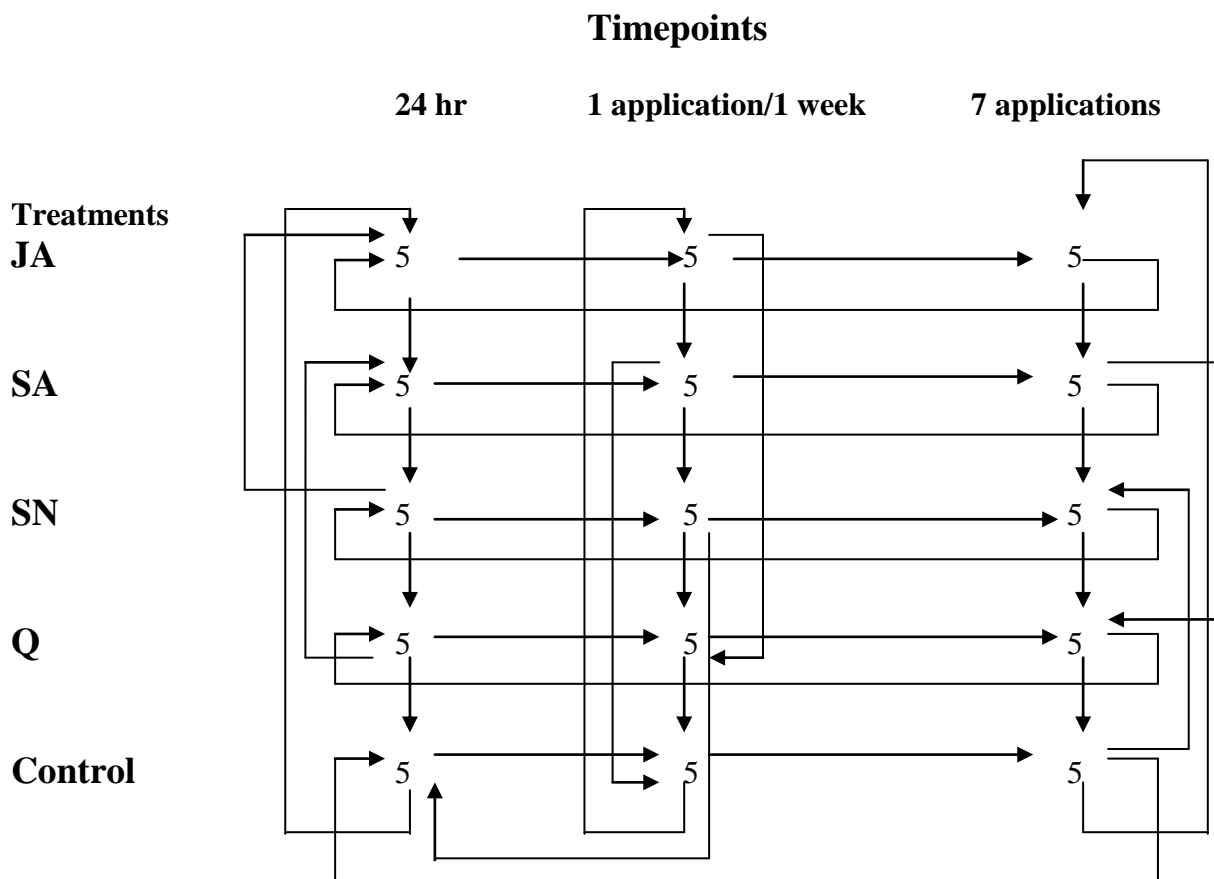 Timepoints
24 hr 1 application/1 week 7 applications
Treatments
JA 5 5 5
SA 5 5 5
SN 5 5 5
Q 5 5 5
Control 5 5 5